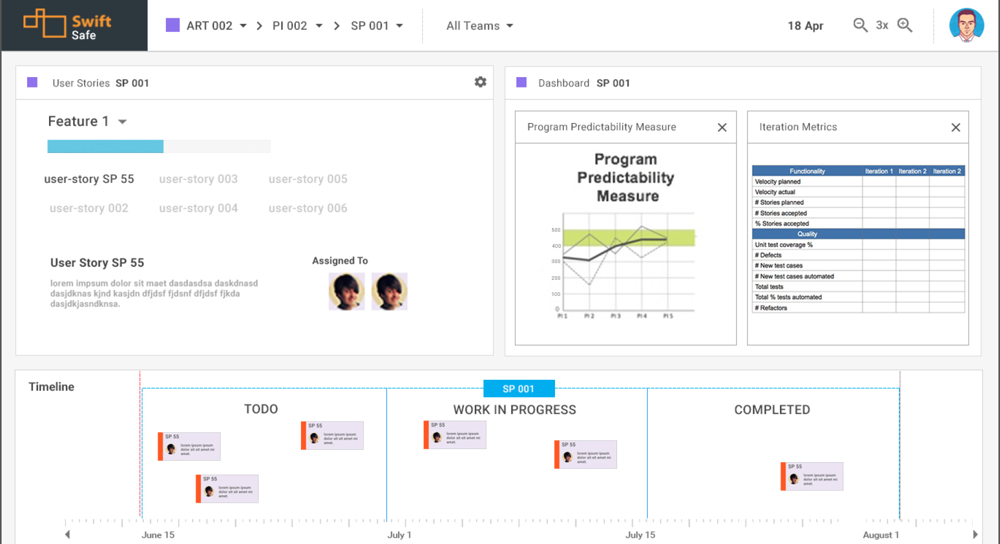 Swift
Safe
ART 002
PI 002
SP 001
All Teams
18 Apr
3x
User Stories SP 001
Feature 1
user-story SP 55
user-story 003
user-story 005
user-story 002
user-story 004
user-story 006
User Story SP 55
lorem impsum dolor sit maet dasdasdsa daskdnasd
dasjdknas kjnd kasjdn dfjdsf fjdsnf dfjdsf fjkda
dasjdkjasndknsa.
Assigned To
Dashboard SP 001
Program Predictability Measure
Program
Predictability
Measure
500
400
300
200
100
0
PI 1 PI 2 PI 3 PI 4 PI 5
Iteration Metrics
Functionality Iteration 1 Iteration 2 Iteration 2
Velocity planned
Velocity actual
# Stories planned
# Stories accepted
% Stories accepted
Quality
Unit test coverage %
# Defects
# New test cases
# New test cases automated
Total tests
Total % tests automated
# Refactors
Timeline
SP 001
TODO
SP 55
lorem ipsum ipsum
dolor sit sit amet mi
amet.
SP 55
lorem ipsum ipsum
dolor sit sit amet mi
amet.
SP 55
lorem ipsum ipsum
dolor sit sit amet mi
amet.
WORK IN PROGRESS
SP 55
lorem ipsum ipsum
dolor sit sit amet mi
amet.
SP 55
lorem ipsum ipsum
dolor sit sit amet mi
amet.
COMPLETED
SP 55
lorem ipsum ipsum
dolor sit sit amet mi
amet.
June 15
July 1
July 15
August 1